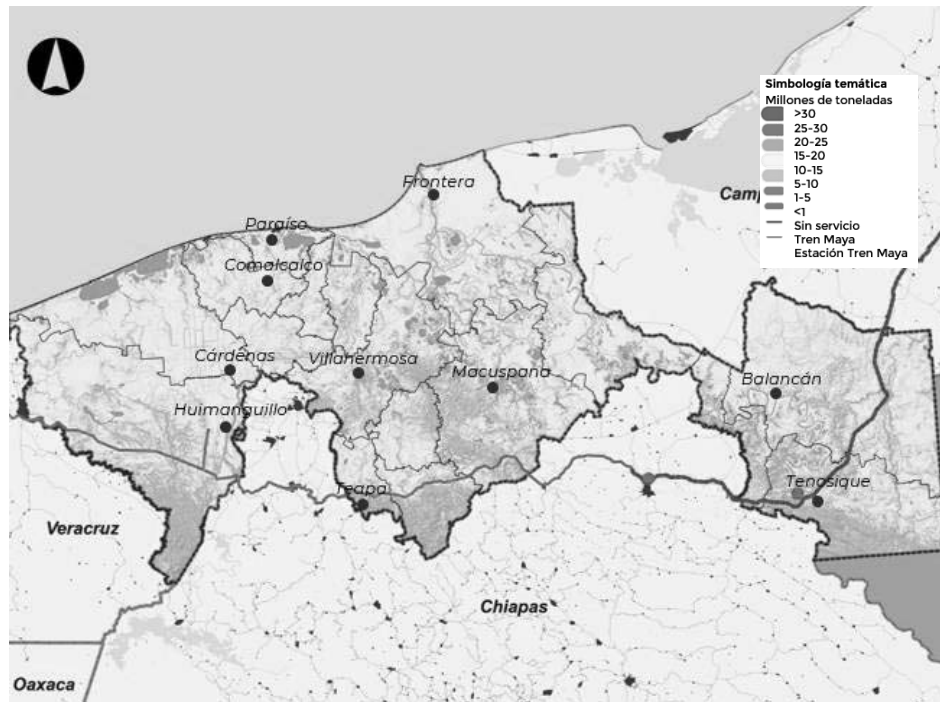 Simbología temática
Millones de toneladas
>30
25-30
20-25
15-20
10-15
5-10
1-5
<1
Sin servicio
Tren Maya
Estación Tren Maya
Camp
Frontera
Paraíso
Comalcalco
Cárdenas
Villahermosa
Macuspana
Balancán
Huimanguillo
Teapa
Tenosique
Veracruz
Chiapas
Oaxaca